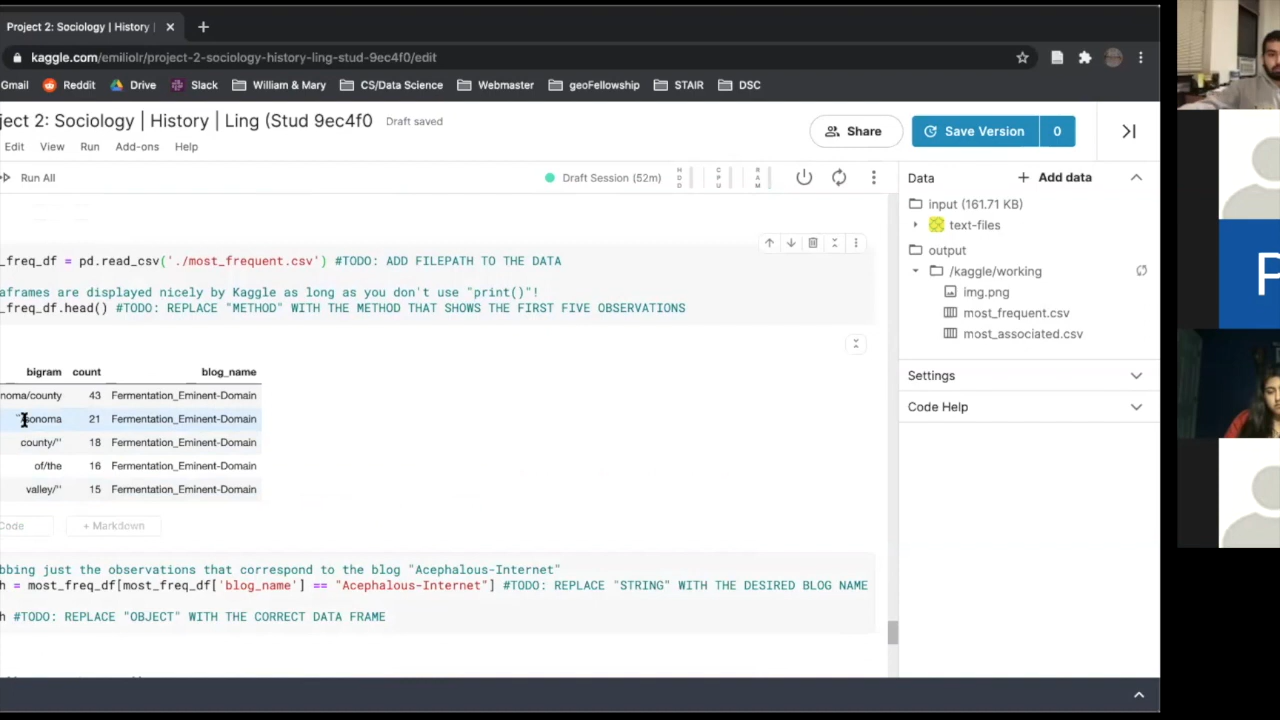 Project 2: Sociology | History |
kaggle.com/emiliolr/project-2-sociology-history-ling-stud-9ec4f0/edit
Gmail Reddit Drive Slack William & Mary CS/Data Science Webmaster geoFellowship STAIR DSC
ject 2: Sociology | History | Ling (Stud 9ec4f0 Draft saved
Share
Save Version 0
Edit View Run Add-ons Help
Run All
Draft Session (52m)
HDD
CPU
RAM
Data
+ Add data
input (161.71 KB)
text-files
output
/kaggle/working
img.png
most_frequent.csv
most_associated.csv
Settings
Code Help
_freq_df = pd.read_csv('./most_frequent.csv') #TODO: ADD FILEPATH TO THE DATA
aframes are displayed nicely by Kaggle as long as you don't use "print()"!
_freq_df.head() #TODO: REPLACE "METHOD" WITH THE METHOD THAT SHOWS THE FIRST FIVE OBSERVATIONS
bigram count blog_name
noma/county 43 Fermentation_Eminent-Domain
sonoma 21 Fermentation_Eminent-Domain
county/'' 18 Fermentation_Eminent-Domain
of/the 16 Fermentation_Eminent-Domain
valley/'' 15 Fermentation_Eminent-Domain
Code + Markdown
bbing just the observations that correspond to the blog "Acephalous-Internet"
h = most_freq_df[most_freq_df['blog_name'] == "Acephalous-Internet"] #TODO: REPLACE "STRING" WITH THE DESIRED BLOG NAME
h #TODO: REPLACE "OBJECT" WITH THE CORRECT DATA FRAME
P